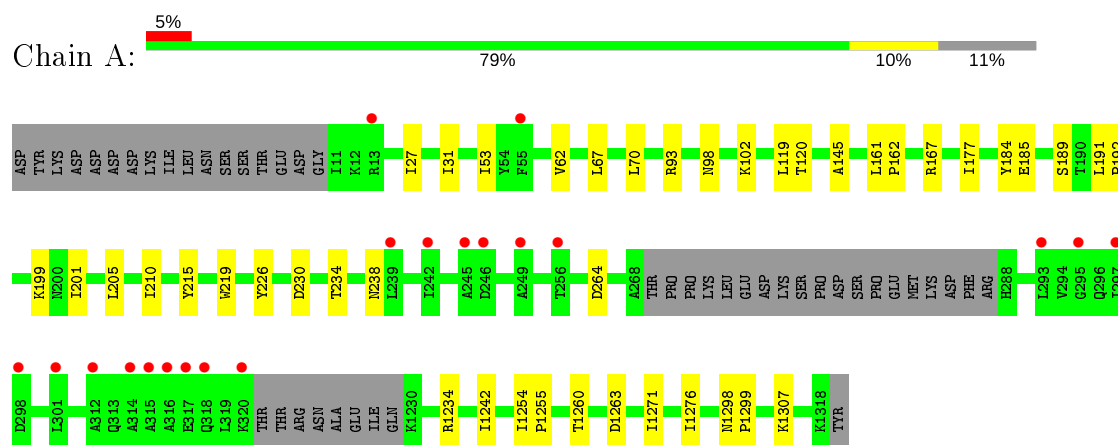 5%
Chain A:
79% 10% 11%
ASP TYR LYS ASP ASP ASP ASP LYS ILE LEU ASN SER SER THR GLU ASP GLY I11 K12 R13 I27 I31 I53 Y54 F55 V62 L67 L70 R93 N98 K102 L119 T120 A145 L161 P162 R167 I177 Y184 E185 S189 T190 L191
K199 N200 I201 L205 I210 Y215 W219 Y226 D230 T234 N238 L239 I242 A245 D246 A249 T256 D264 A268 THR PRO PRO LYS LEU GLU ASP LYS SER PRO ASP SER PRO GLU MET LYS ASP PHE ARG H288 L293 V294 G295 Q296
D298 L301 A312 Q313 A314 A315 A316 E317 Q318 L319 K320 THR THR ARG ASN ALA GLU ILE GLN K1230 R1234 I1242 I1254 P1255 T1260 D1263 I1271 I1276 N1298 P1299 K1307 K1318 TYR